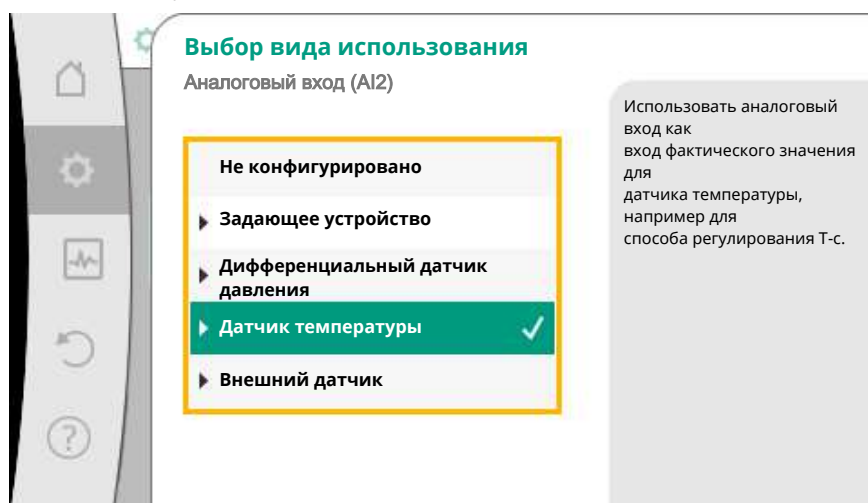 Выбор вида использования
Аналоговый вход (AI2)
Не конфигурировано
Задающее устройство
Дифференциальный датчик
давления
Датчик температуры
Внешний датчик
Использовать аналоговый
вход как
вход фактического значения
для
датчика температуры,
например для
способа регулирования T-c.
?